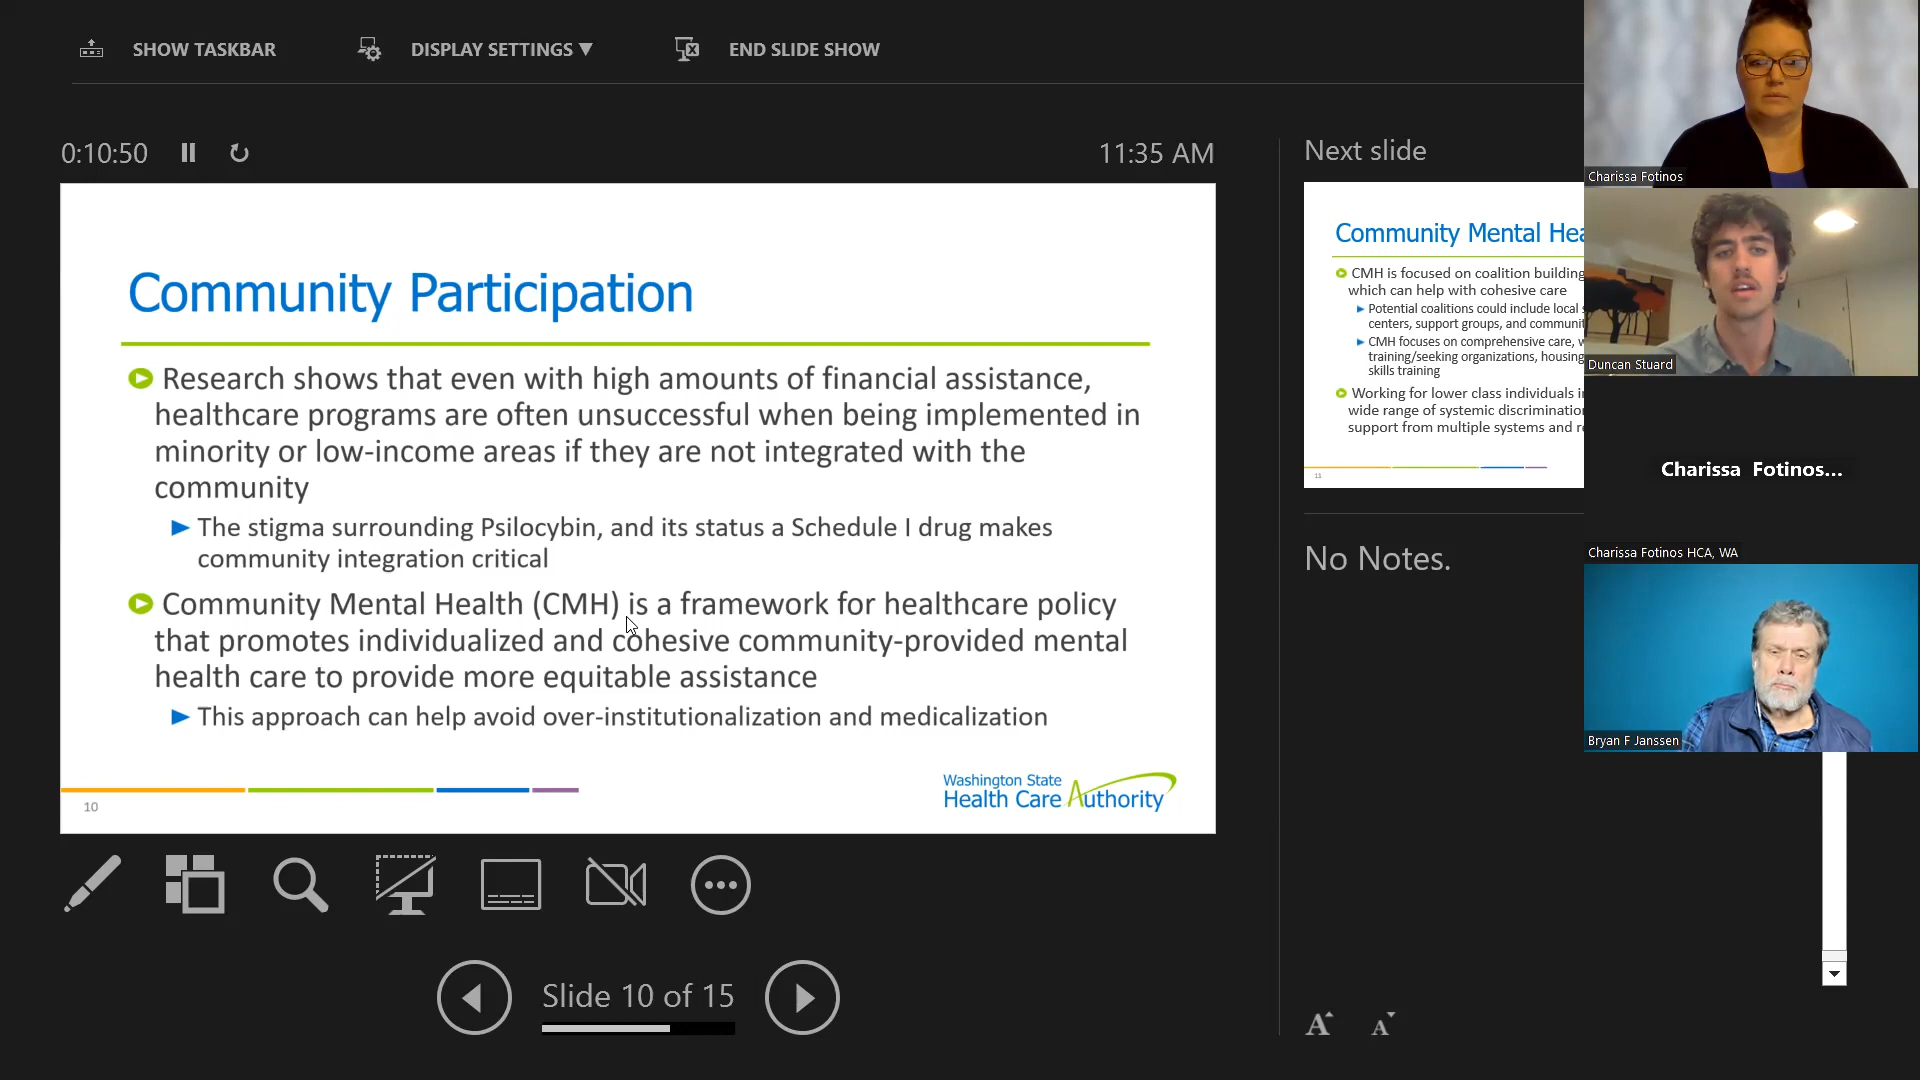 SHOW TASKBAR
DISPLAY SETTINGS ▼
END SLIDE SHOW
0:10:50
11:35 AM
Community Participation
Research shows that even with high amounts of financial assistance,
healthcare programs are often unsuccessful when being implemented in
minority or low-income areas if they are not integrated with the
community
The stigma surrounding Psilocybin, and its status a Schedule I drug makes
community integration critical
Community Mental Health (CMH) is a framework for healthcare policy
that promotes individualized and cohesive community-provided mental
health care to provide more equitable assistance
This approach can help avoid over-institutionalization and medicalization
10
Washington State
Health Care Authority
Slide 10 of 15
Next slide
Community Mental Hea
CMH is focused on coalition building
which can help with cohesive care
Potential coalitions could include local
centers, support groups, and communit
CMH focuses on comprehensive care,
training/seeking organizations, housing
skills training
Working for lower class individuals
wide range of systemic discrimination
support from multiple systems and
11
No Notes.
A A
Charissa Fotinos
Duncan Stuard
Charissa Fotinos...
Charissa Fotinos HCA, WA
Bryan F Janssen